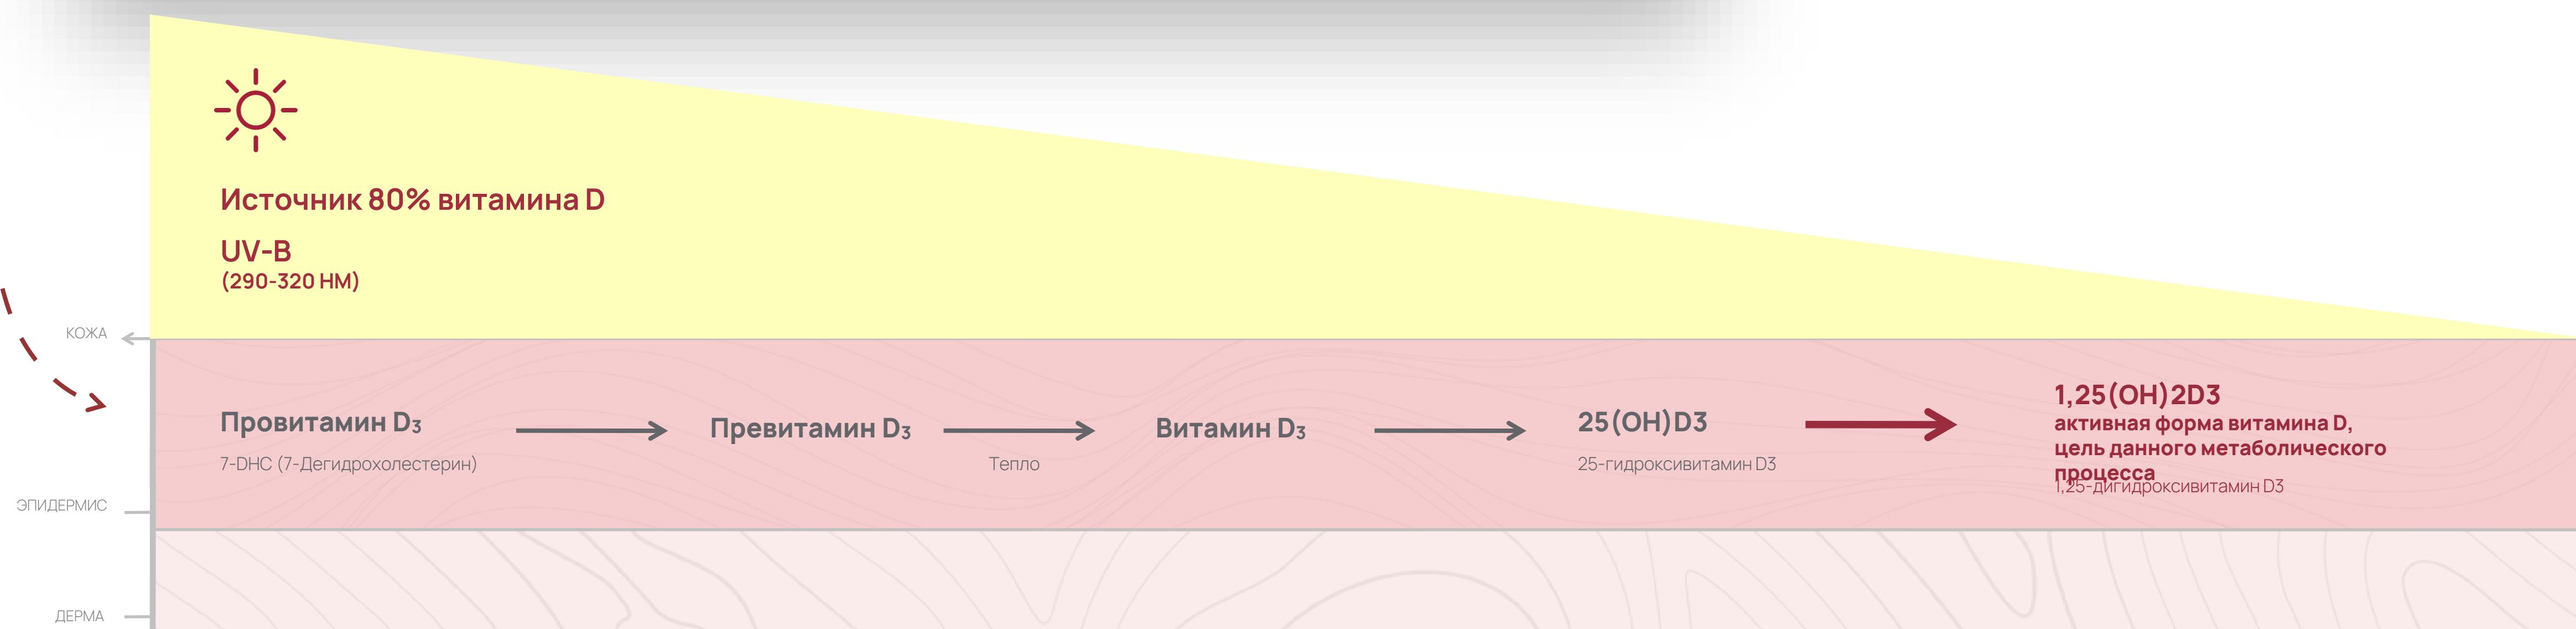 Источник 80% витамина D
UV-B
(290-320 НМ)
КОЖА
Провитамин D₃
7-DHC (7-Дегидрохолестерин)
Превитамин D₃
Тепло
Витамин D₃
25(OH)D3
25-гидроксивитамин D3
1,25(OH)2D3
активная форма витамина D,
цель данного метаболического
процесса
1,25-дигидроксивитамин D3
ЭПИДЕРМИС
ДЕРМА